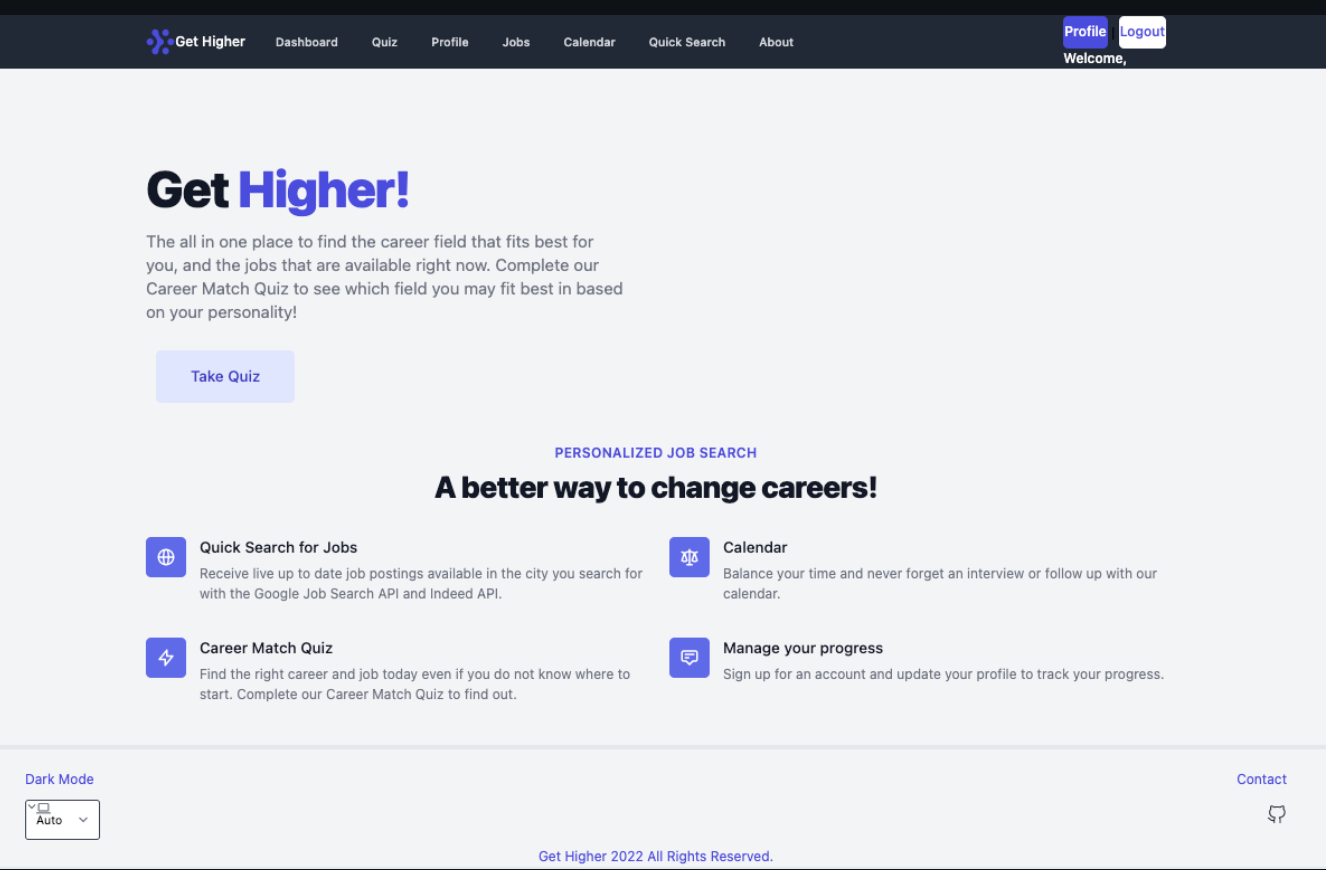 Get Higher Dashboard Quiz Profile Jobs Calendar Quick Search About Profile | Logout
Welcome,
Get Higher!
The all in one place to find the career field that fits best for
you, and the jobs that are available right now. Complete our
Career Match Quiz to see which field you may fit best in based
on your personality!
Take Quiz
PERSONALIZED JOB SEARCH
A better way to change careers!
Quick Search for Jobs
Receive live up to date job postings available in the city you search for
with the Google Job Search API and Indeed API.
Calendar
Balance your time and never forget an interview or follow up with our
calendar.
Career Match Quiz
Find the right career and job today even if you do not know where to
start. Complete our Career Match Quiz to find out.
Manage your progress
Sign up for an account and update your profile to track your progress.
Dark Mode
Auto
Contact
Get Higher 2022 All Rights Reserved.